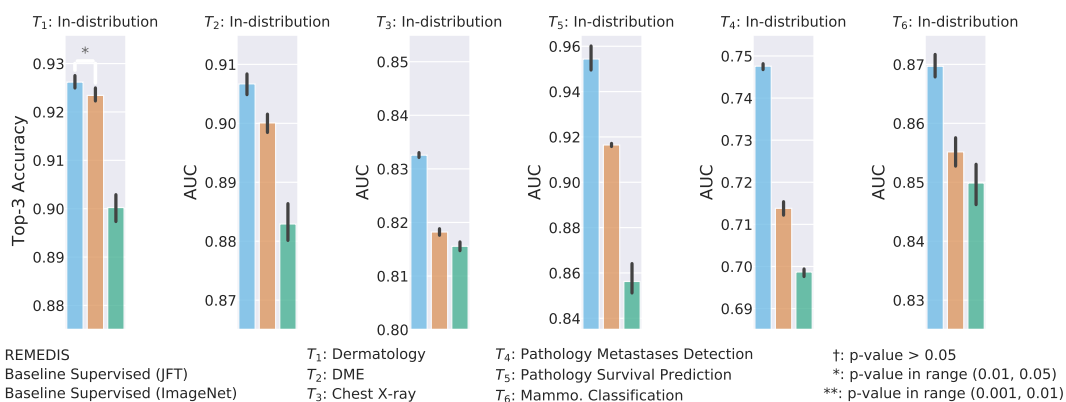 T1: In-distribution
T2: In-distribution
T3: In-distribution
T5: In-distribution
T4: In-distribution
T6: In-distribution
Top-3 Accuracy
0.93
0.92
0.91
0.90
0.89
0.88
*
AUC
0.91
0.90
0.89
0.88
0.87
AUC
0.85
0.84
0.83
0.82
0.81
0.80
AUC
0.96
0.94
0.92
0.90
0.88
0.86
0.84
AUC
0.75
0.74
0.73
0.72
0.71
0.70
0.69
AUC
0.87
0.86
0.85
0.84
0.83
REMEDIS
Baseline Supervised (JFT)
Baseline Supervised (ImageNet)
T1: Dermatology
T2: DME
T3: Chest X-ray
T4: Pathology Metastases Detection
T5: Pathology Survival Prediction
T6: Mammo. Classification
†: p-value > 0.05
*: p-value in range (0.01, 0.05)
**: p-value in range (0.001, 0.01)